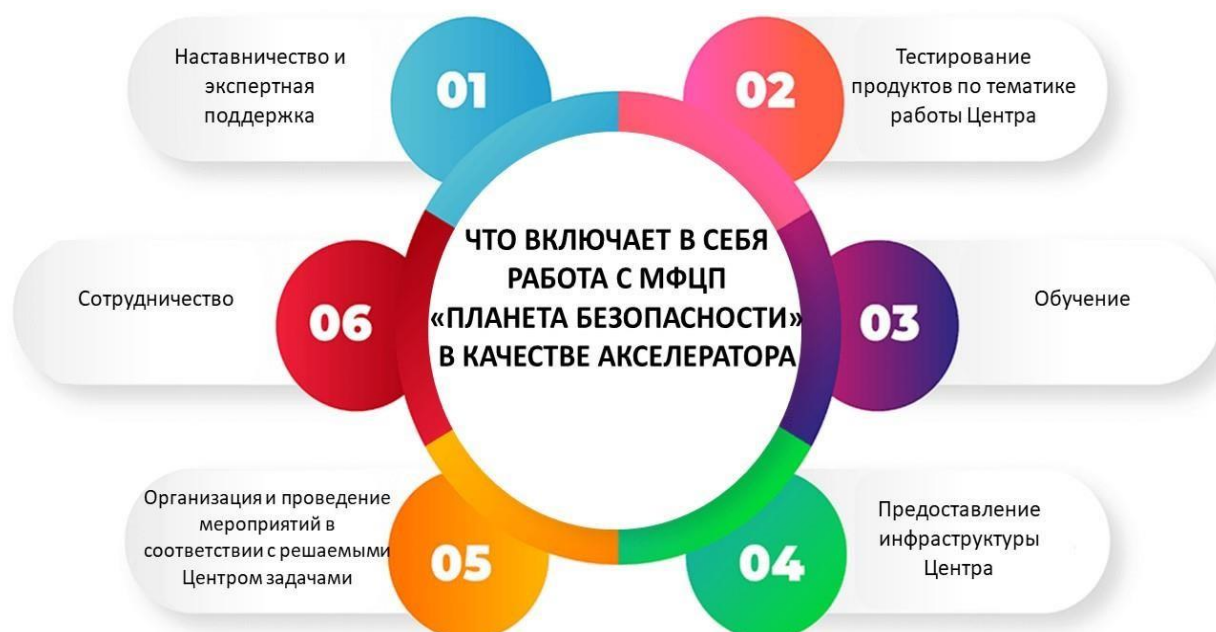 ЧТО ВКЛЮЧАЕТ В СЕБЯ
РАБОТА С МФЦП
«ПЛАНЕТА БЕЗОПАСНОСТИ»
В КАЧЕСТВЕ АКСЕЛЕРАТОРА
01
Наставничество и
экспертная
поддержка
02
Тестирование
продуктов по тематике
работы Центра
03
Обучение
04
Предоставление
инфраструктуры
Центра
05
Организация и проведение
мероприятий в
соответствии с решаемыми
Центром задачами
06
Сотрудничество